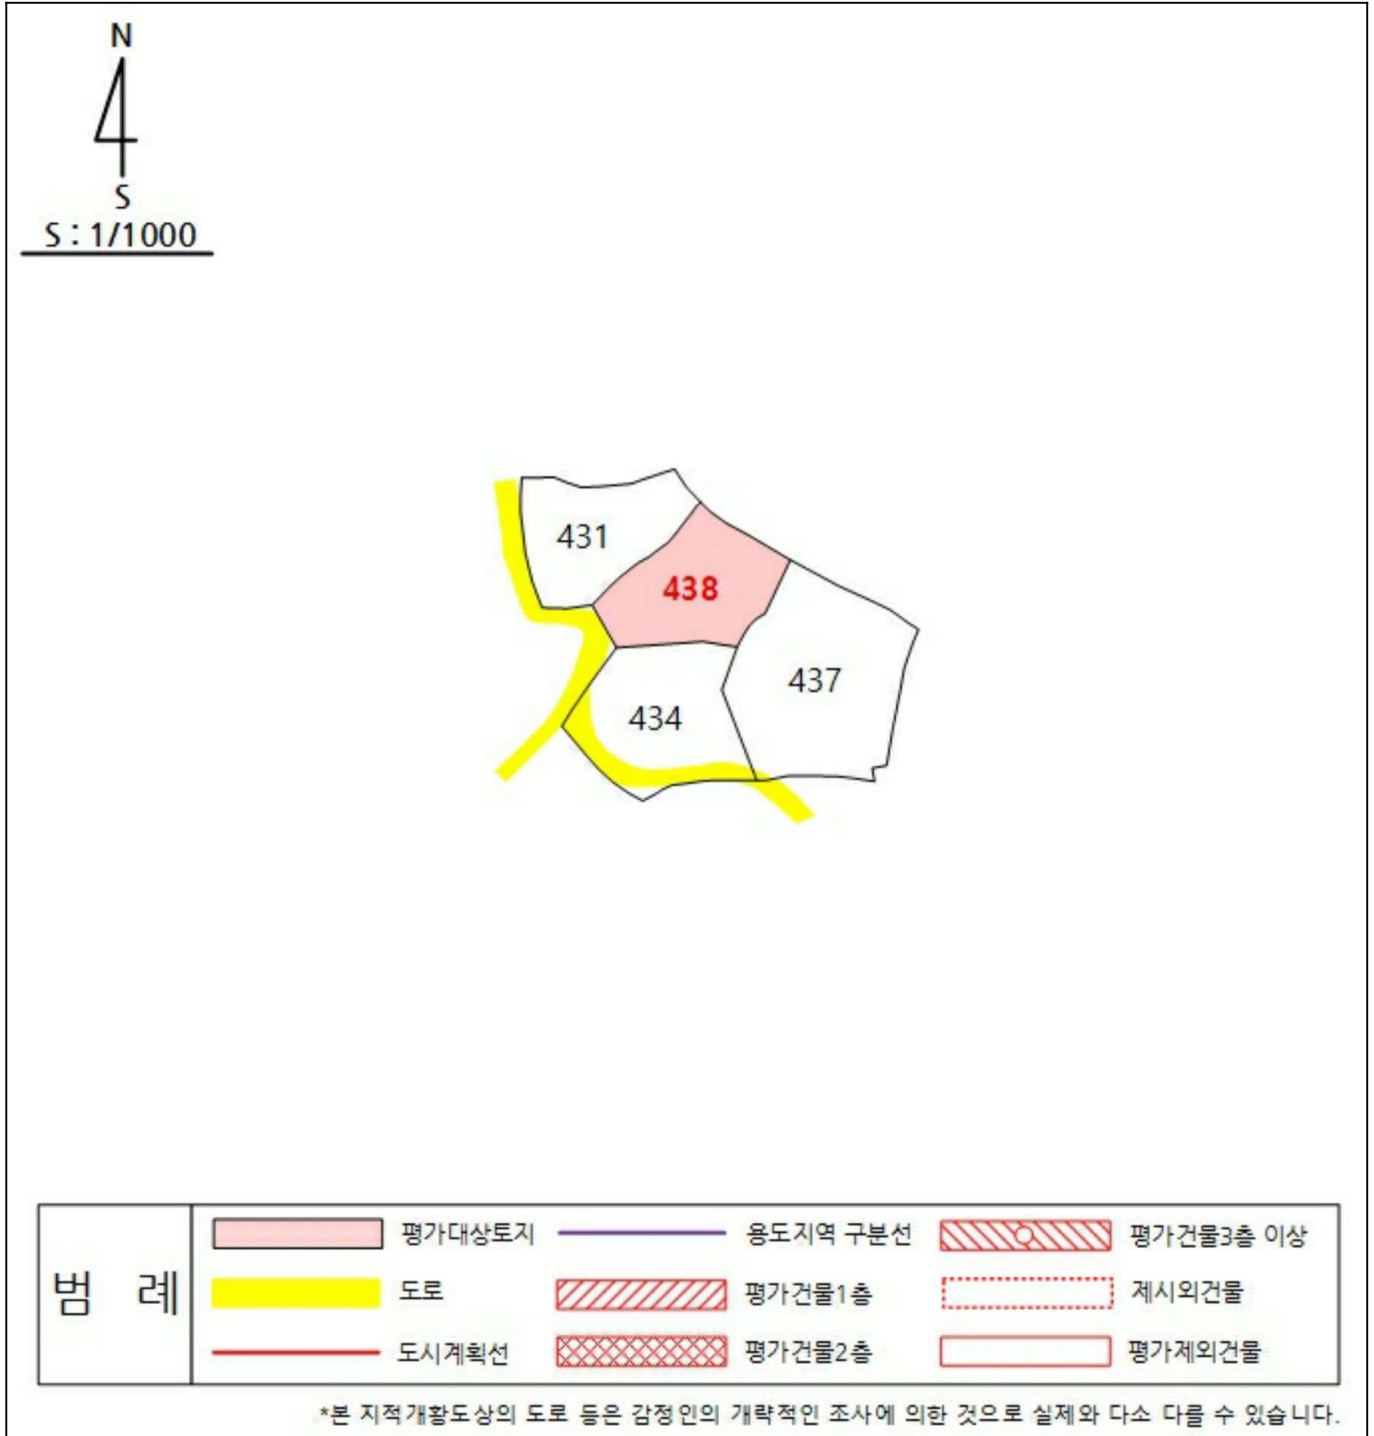 N
S
S : 1/1000
431
438
437
434
범 례
평가대상토지
용도지역 구분선
평가건물3층 이상
도로
평가건물1층
제시외건물
도시계획선
평가건물2층
평가제외건물
*본 지적개황도상의 도로 등은 감정인의 개략적인 조사에 의한 것으로 실제와 다소 다를 수 있습니다.